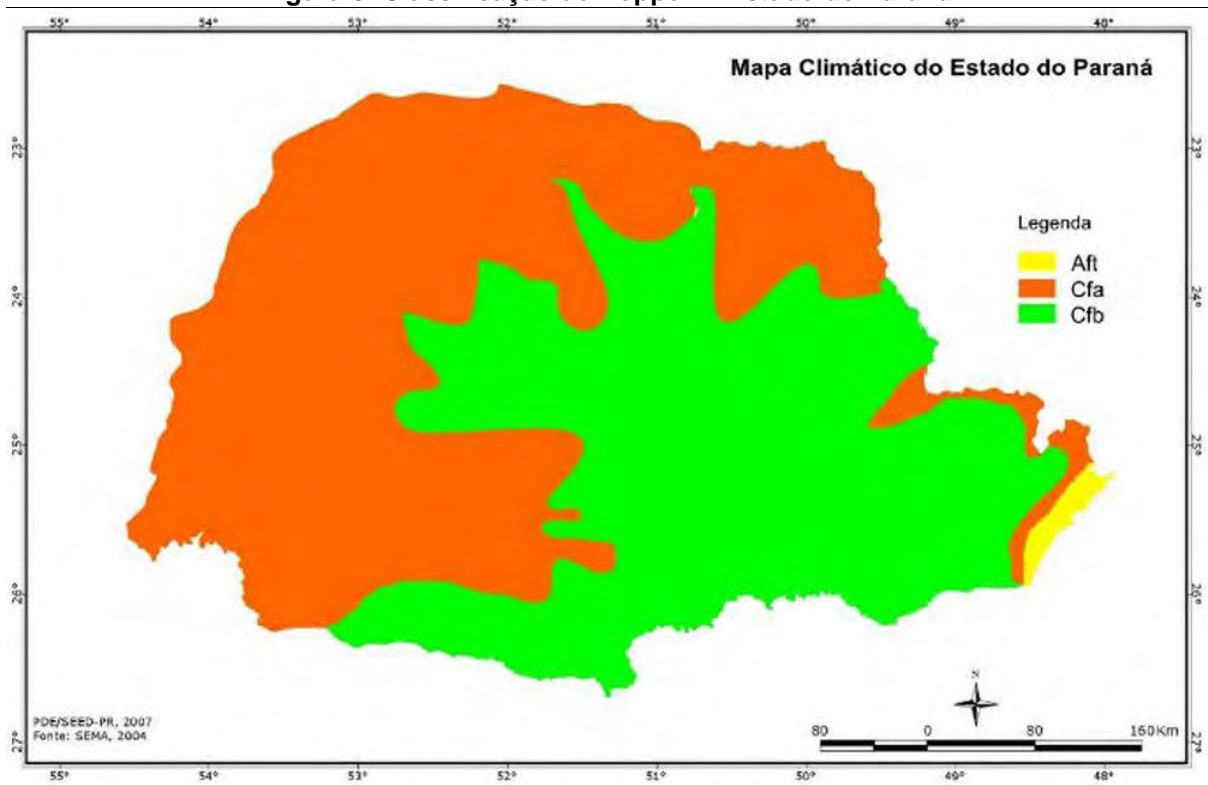 55° 54° 53° 52° 51° 50° 49° 48°
Mapa Climático do Estado do Paraná
23° 23°
Legenda
Aft
Cfa
Cfb
24° 24°
25° 25°
26° 26°
N
PDE/SEED-PR, 2007
Fonte: SEMA, 2004
80 0 80 160 Km
27° 27°
55° 54° 53° 52° 51° 50° 49° 48°